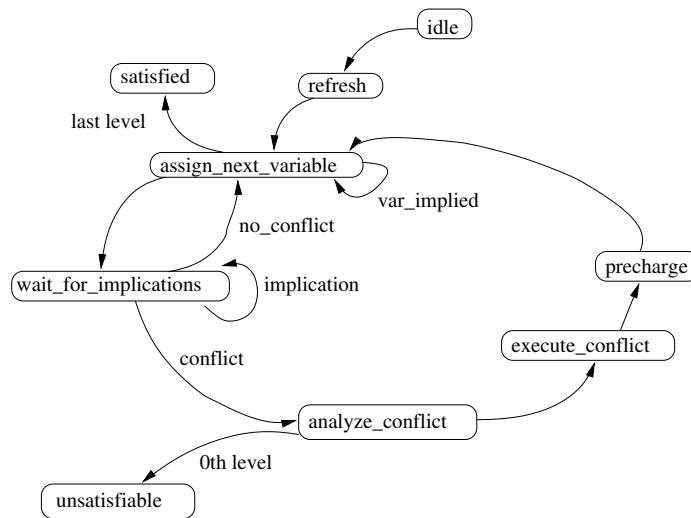 idle
satisfied
refresh
last level
assign_next_variable
var_implied
no_conflict
precharge
wait_for_implications
implication
execute_conflict
conflict
analyze_conflict
0th level
unsatisfiable